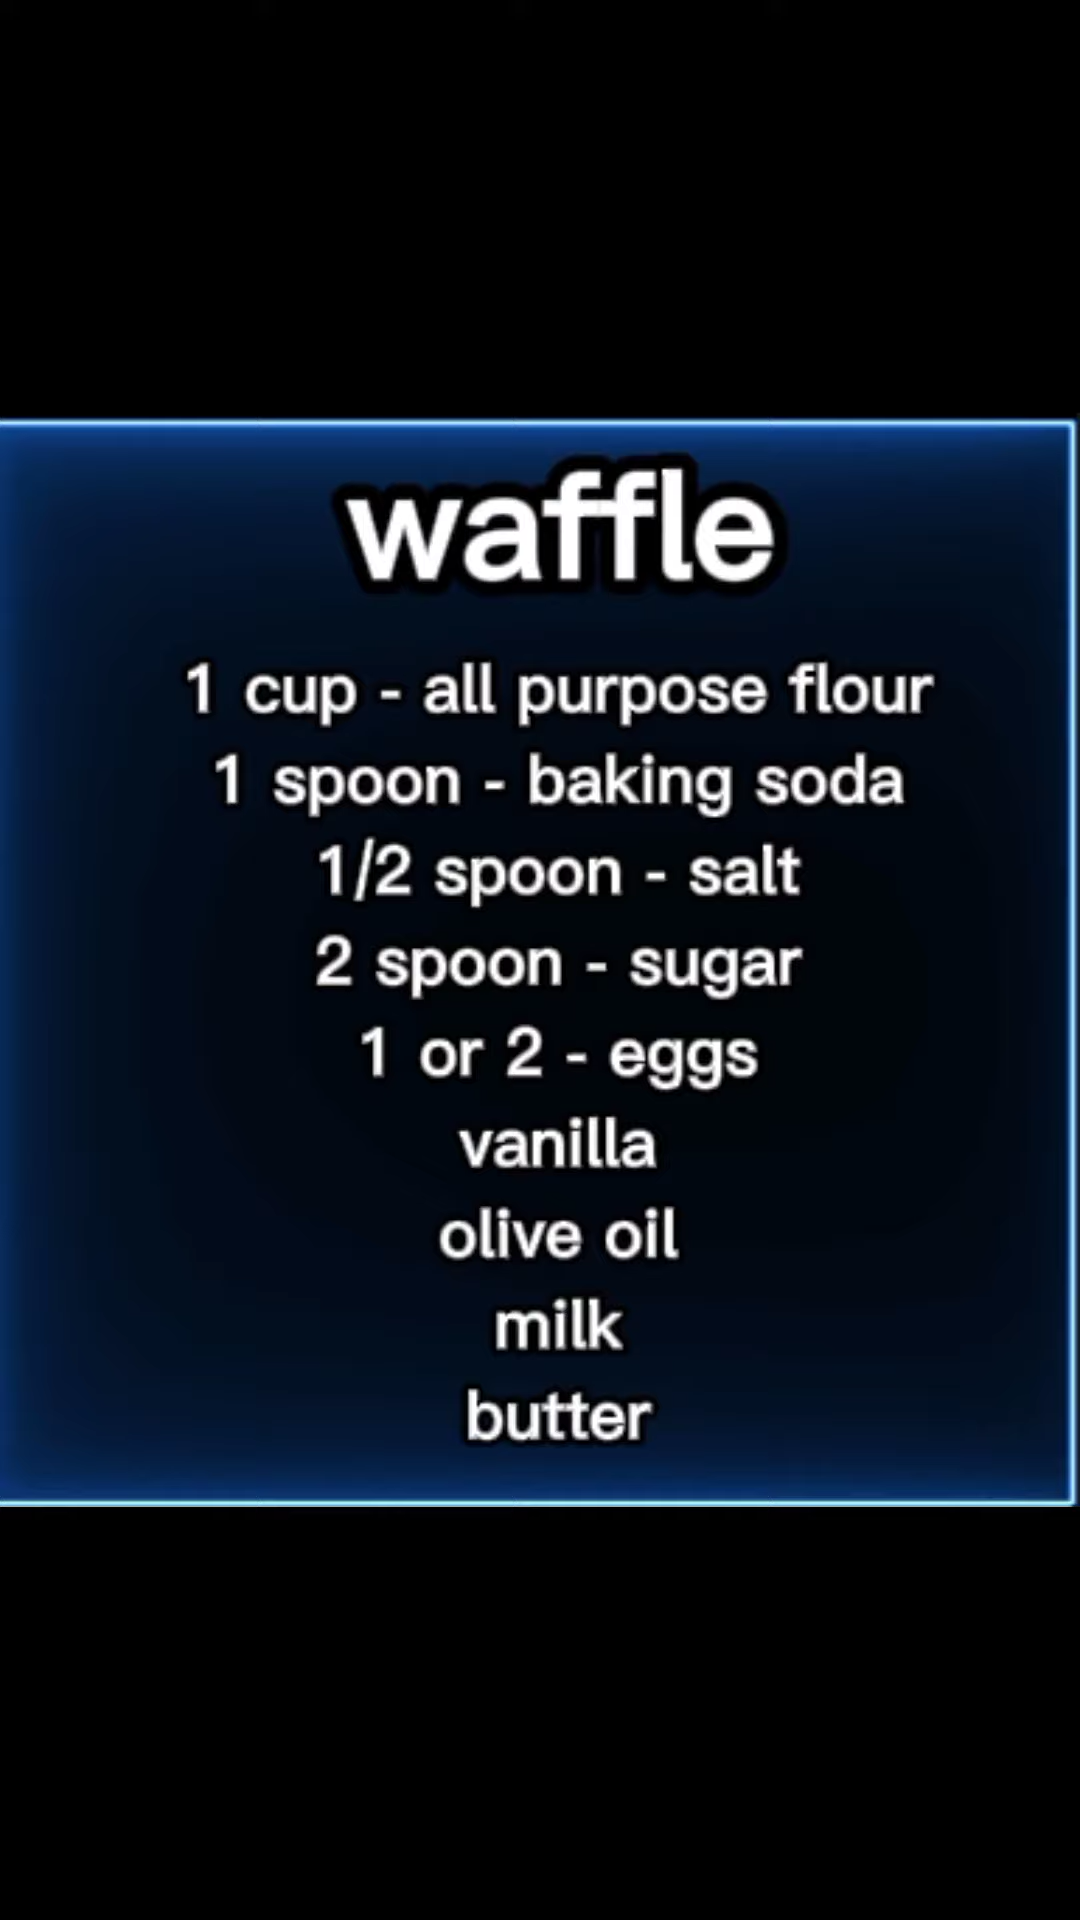 waffle
1 cup - all purpose flour
1 spoon - baking soda
1/2 spoon - salt
2 spoon - sugar
1 or 2 - eggs
vanilla
olive oil
milk
butter